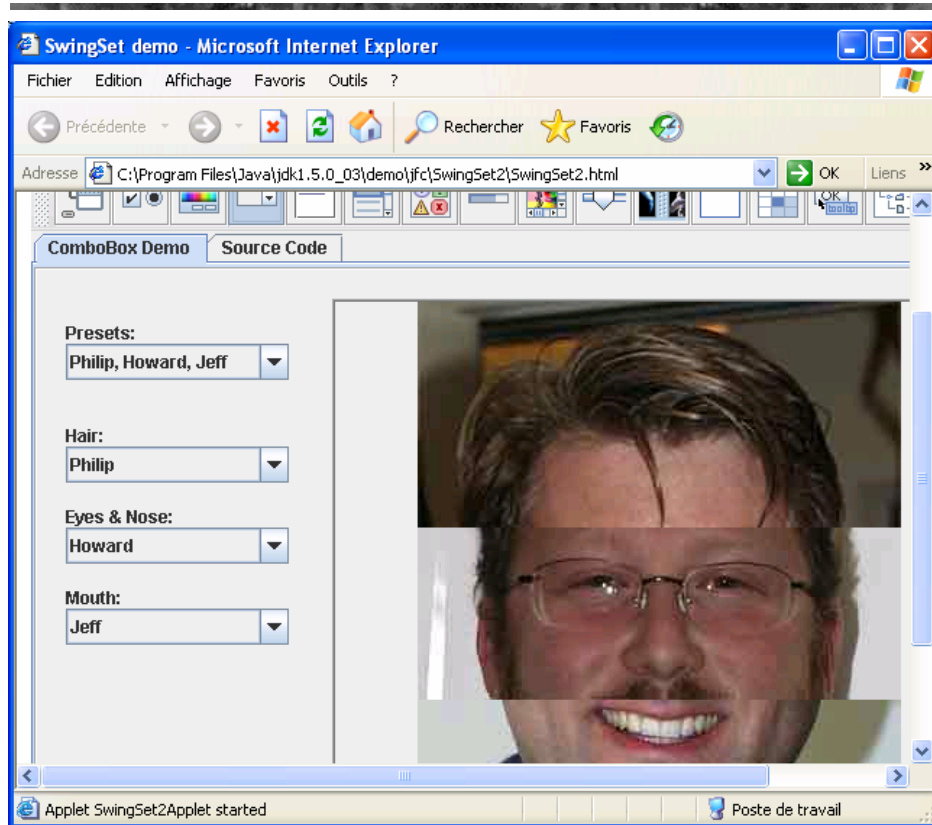 SwingSet demo - Microsoft Internet Explorer
Fichier Edition Affichage Favoris Outils ?
Précédente Rechercher Favoris
Adresse C:\Program Files\Java\jdk1.5.0_03\demo\jfc\SwingSet2\SwingSet2.html OK Liens »
OK
tooltip
ComboBox Demo Source Code
Presets:
Philip, Howard, Jeff
Hair:
Philip
Eyes & Nose:
Howard
Mouth:
Jeff
Applet SwingSet2Applet started Poste de travail